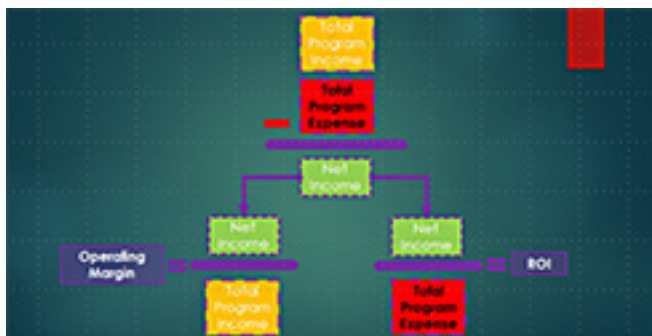 Total
Program
Income
Total
Program
Expense
Net
Income
Net
Income
Net
Income
Operating
Margin
ROI
Total
Program
Income
Total
Program
Expense